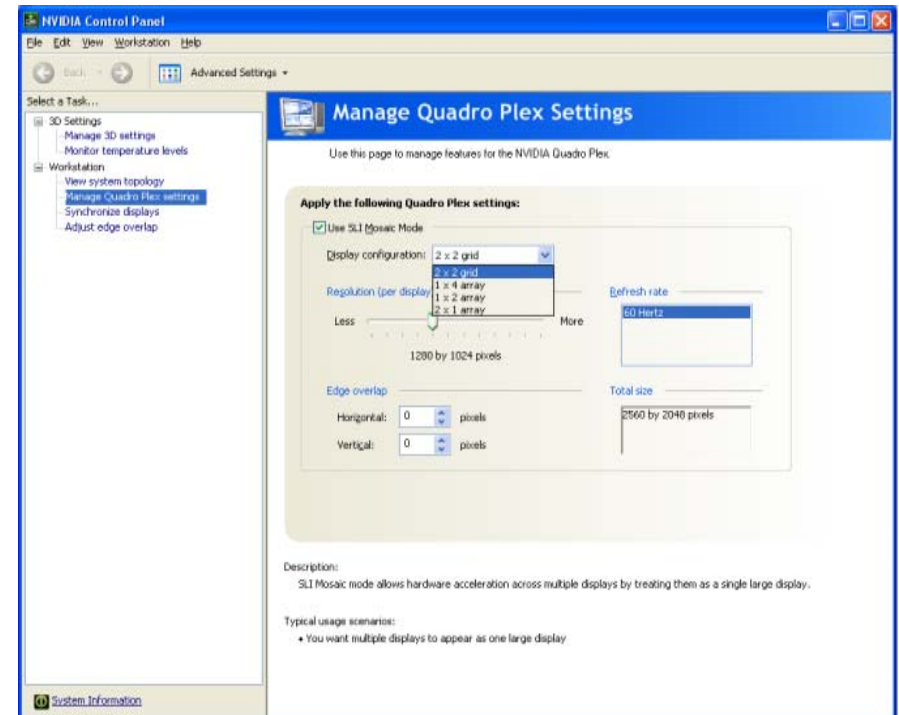 NVIDIA Control Panel
File Edit View Workstation Help
Back Advanced Settings
Select a Task...
3D Settings
Manage 3D settings
Monitor temperature levels
Workstation
View system topology
Manage Quadro Plex settings
Synchronize displays
Adjust edge overlap
System Information
Manage Quadro Plex Settings
Use this page to manage features for the NVIDIA Quadro Plex.
Apply the following Quadro Plex settings:
Use SLI Mosaic Mode
Display configuration: 2 x 2 grid
2 x 2 grid
1 x 4 array
1 x 2 array
2 x 1 array
Resolution (per display
Less More
1280 by 1024 pixels
Refresh rate
60 Hertz
Edge overlap
Horizontal: 0 pixels
Vertical: 0 pixels
Total size
2560 by 2048 pixels
Description:
SLI Mosaic mode allows hardware acceleration across multiple displays by treating them as a single large display.
Typical usage scenarios:
• You want multiple displays to appear as one large display